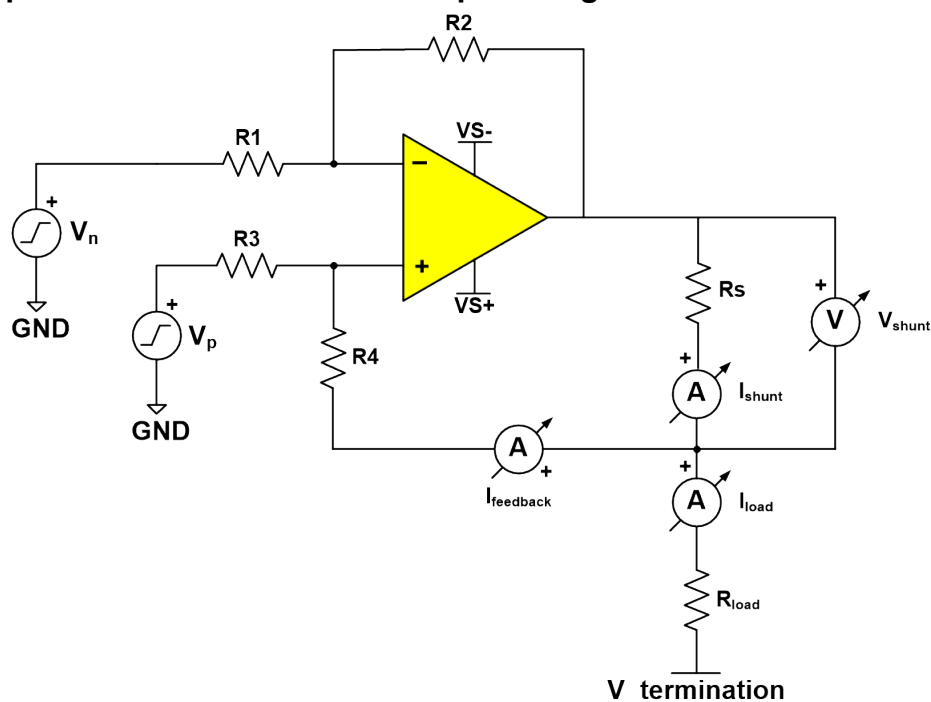 R2
VS-
R1
−
+
Vn
R3
+
VS+
Rs
+
V
Vshunt
GND
+
Vp
R4
+
A
Ishunt
GND
A
+
Ifeedback
+
A
Iload
Rload
V termination